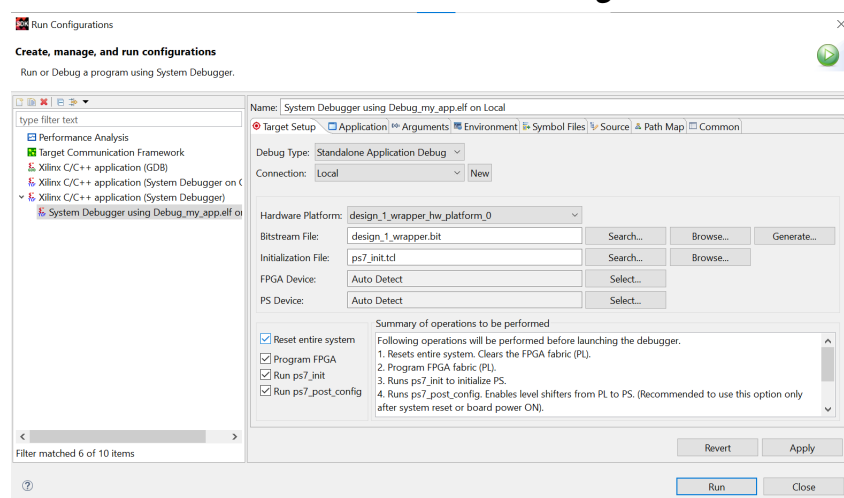 SDK Run Configurations
Create, manage, and run configurations
Run or Debug a program using System Debugger.
type filter text
Performance Analysis
Target Communication Framework
Xilinx C/C++ application (GDB)
Xilinx C/C++ application (System Debugger on (
Xilinx C/C++ application (System Debugger)
System Debugger using Debug_my_app.elf on
Filter matched 6 of 10 items
Name: System Debugger using Debug_my_app.elf on Local
Target Setup Application Arguments Environment Symbol Files Source Path Map Common
Debug Type: Standalone Application Debug
Connection: Local New
Hardware Platform: design_1_wrapper_hw_platform_0
Bitstream File: design_1_wrapper.bit Search... Browse... Generate...
Initialization File: ps7_init.tcl Search... Browse...
FPGA Device: Auto Detect Select...
PS Device: Auto Detect Select...
Reset entire system
Program FPGA
Run ps7_init
Run ps7_post_config
Summary of operations to be performed
Following operations will be performed before launching the debugger.
1. Resets entire system. Clears the FPGA fabric (PL).
2. Program FPGA fabric (PL).
3. Runs ps7_init to initialize PS.
4. Runs ps7_post_config. Enables level shifters from PL to PS. (Recommended to use this option only
after system reset or board power ON).
Revert Apply
Run Close